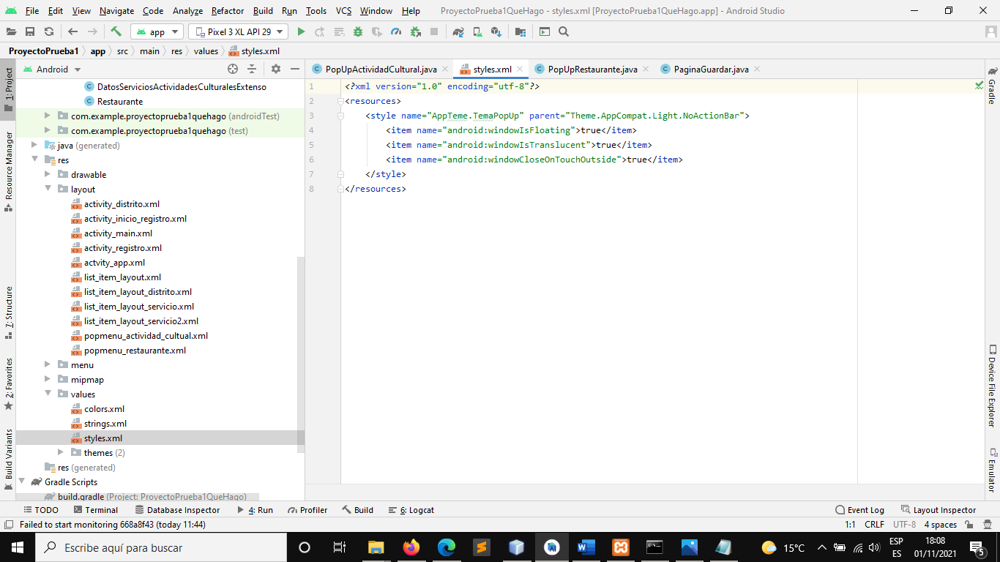 File Edit View Navigate Code Analyze Refactor Build Run Tools VCS Window Help ProyectoPrueba1QueHago - styles.xml [ProyectoPrueba1QueHago.app] - Android Studio
app Pixel 3 XL API 29
ProyectoPrueba1 app src main res values styles.xml
Android
PopUpActividadCultural.java styles.xml PopUpRestaurante.java PaginaGuardar.java
1: Project
Resource Manager
7: Structure
2: Favorites
Build Variants
DatosServiciosActividadesCulturalesExtenso
Restaurante
com.example.proyectoprueba1quehago (androidTest)
com.example.proyectoprueba1quehago (test)
java (generated)
res
drawable
layout
activity_distrito.xml
activity_inicio_registro.xml
activity_main.xml
activity_registro.xml
actvity_app.xml
list_item_layout.xml
list_item_layout_distrito.xml
list_item_layout_servicio.xml
list_item_layout_servicio2.xml
popmenu_actividad_cultual.xml
popmenu_restaurante.xml
menu
mipmap
values
colors.xml
strings.xml
styles.xml
themes (2)
res (generated)
Gradle Scripts
build.gradle (Project: ProyectoPrueba1QueHago)
1 <?xml version="1.0" encoding="utf-8"?>
2 <resources>
3 <style name="AppTeme.TemaPopUp" parent="Theme.AppCompat.Light.NoActionBar">
4 <item name="android:windowIsFloating">true</item>
5 <item name="android:windowIsTranslucent">true</item>
6 <item name="android:windowCloseOnTouchOutside">true</item>
7 </style>
8 </resources>
Gradle
Device File Explorer
Emulator
TODO Terminal Database Inspector 4: Run Profiler Build 6: Logcat Event Log Layout Inspector
Failed to start monitoring 668a8f43 (today 11:44) 1:1 CRLF UTF-8 4 spaces
Escribe aquí para buscar
15°C
ESP
ES
18:08
01/11/2021
5